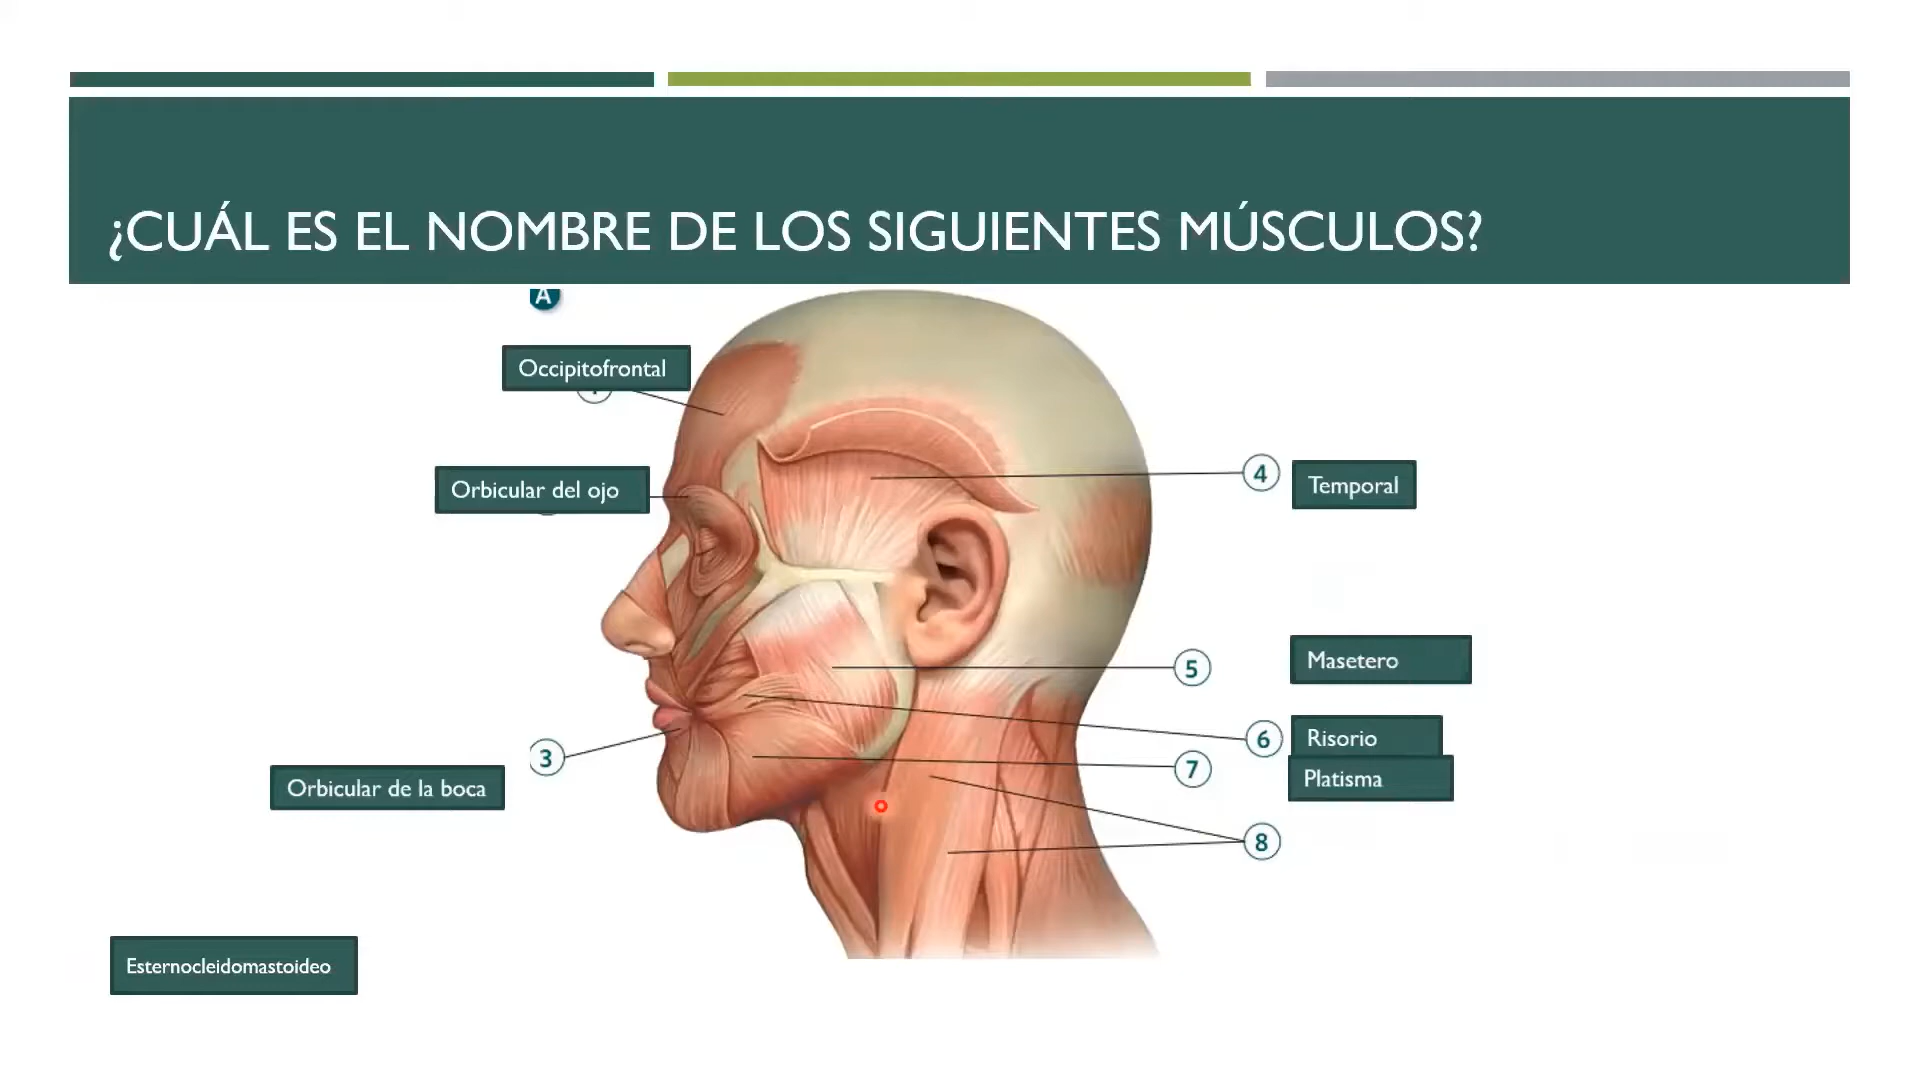 ¿CUÁL ES EL NOMBRE DE LOS SIGUIENTES MÚSCULOS?
A
Occipitofrontal
Orbicular del ojo
4
Temporal
5
Masetero
6
Risorio
3
7
Platisma
Orbicular de la boca
8
Esternocleidomastoideo